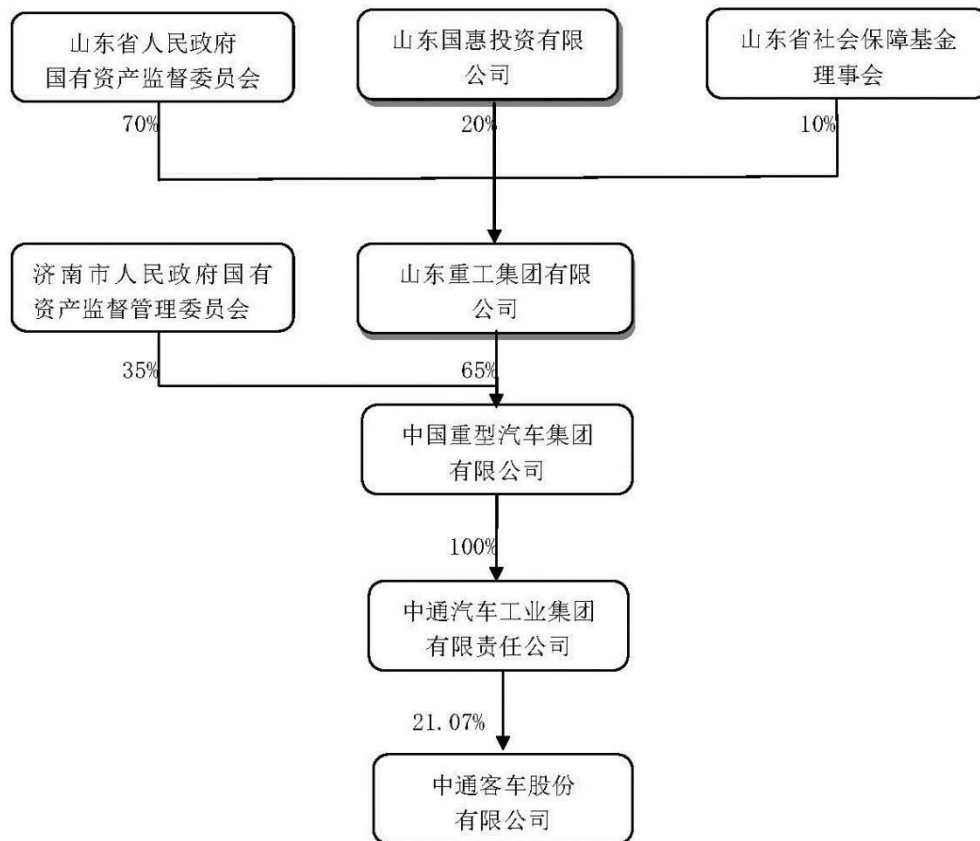 山东省人民政府
国有资产监督委员会
山东国惠投资有限
公司
山东省社会保障基金
理事会
70%
20%
10%
济南市人民政府国有
资产监督管理委员会
山东重工集团有限
公司
35%
65%
中国重型汽车集团
有限公司
100%
中通汽车工业集团
有限责任公司
21.07%
中通客车股份
有限公司